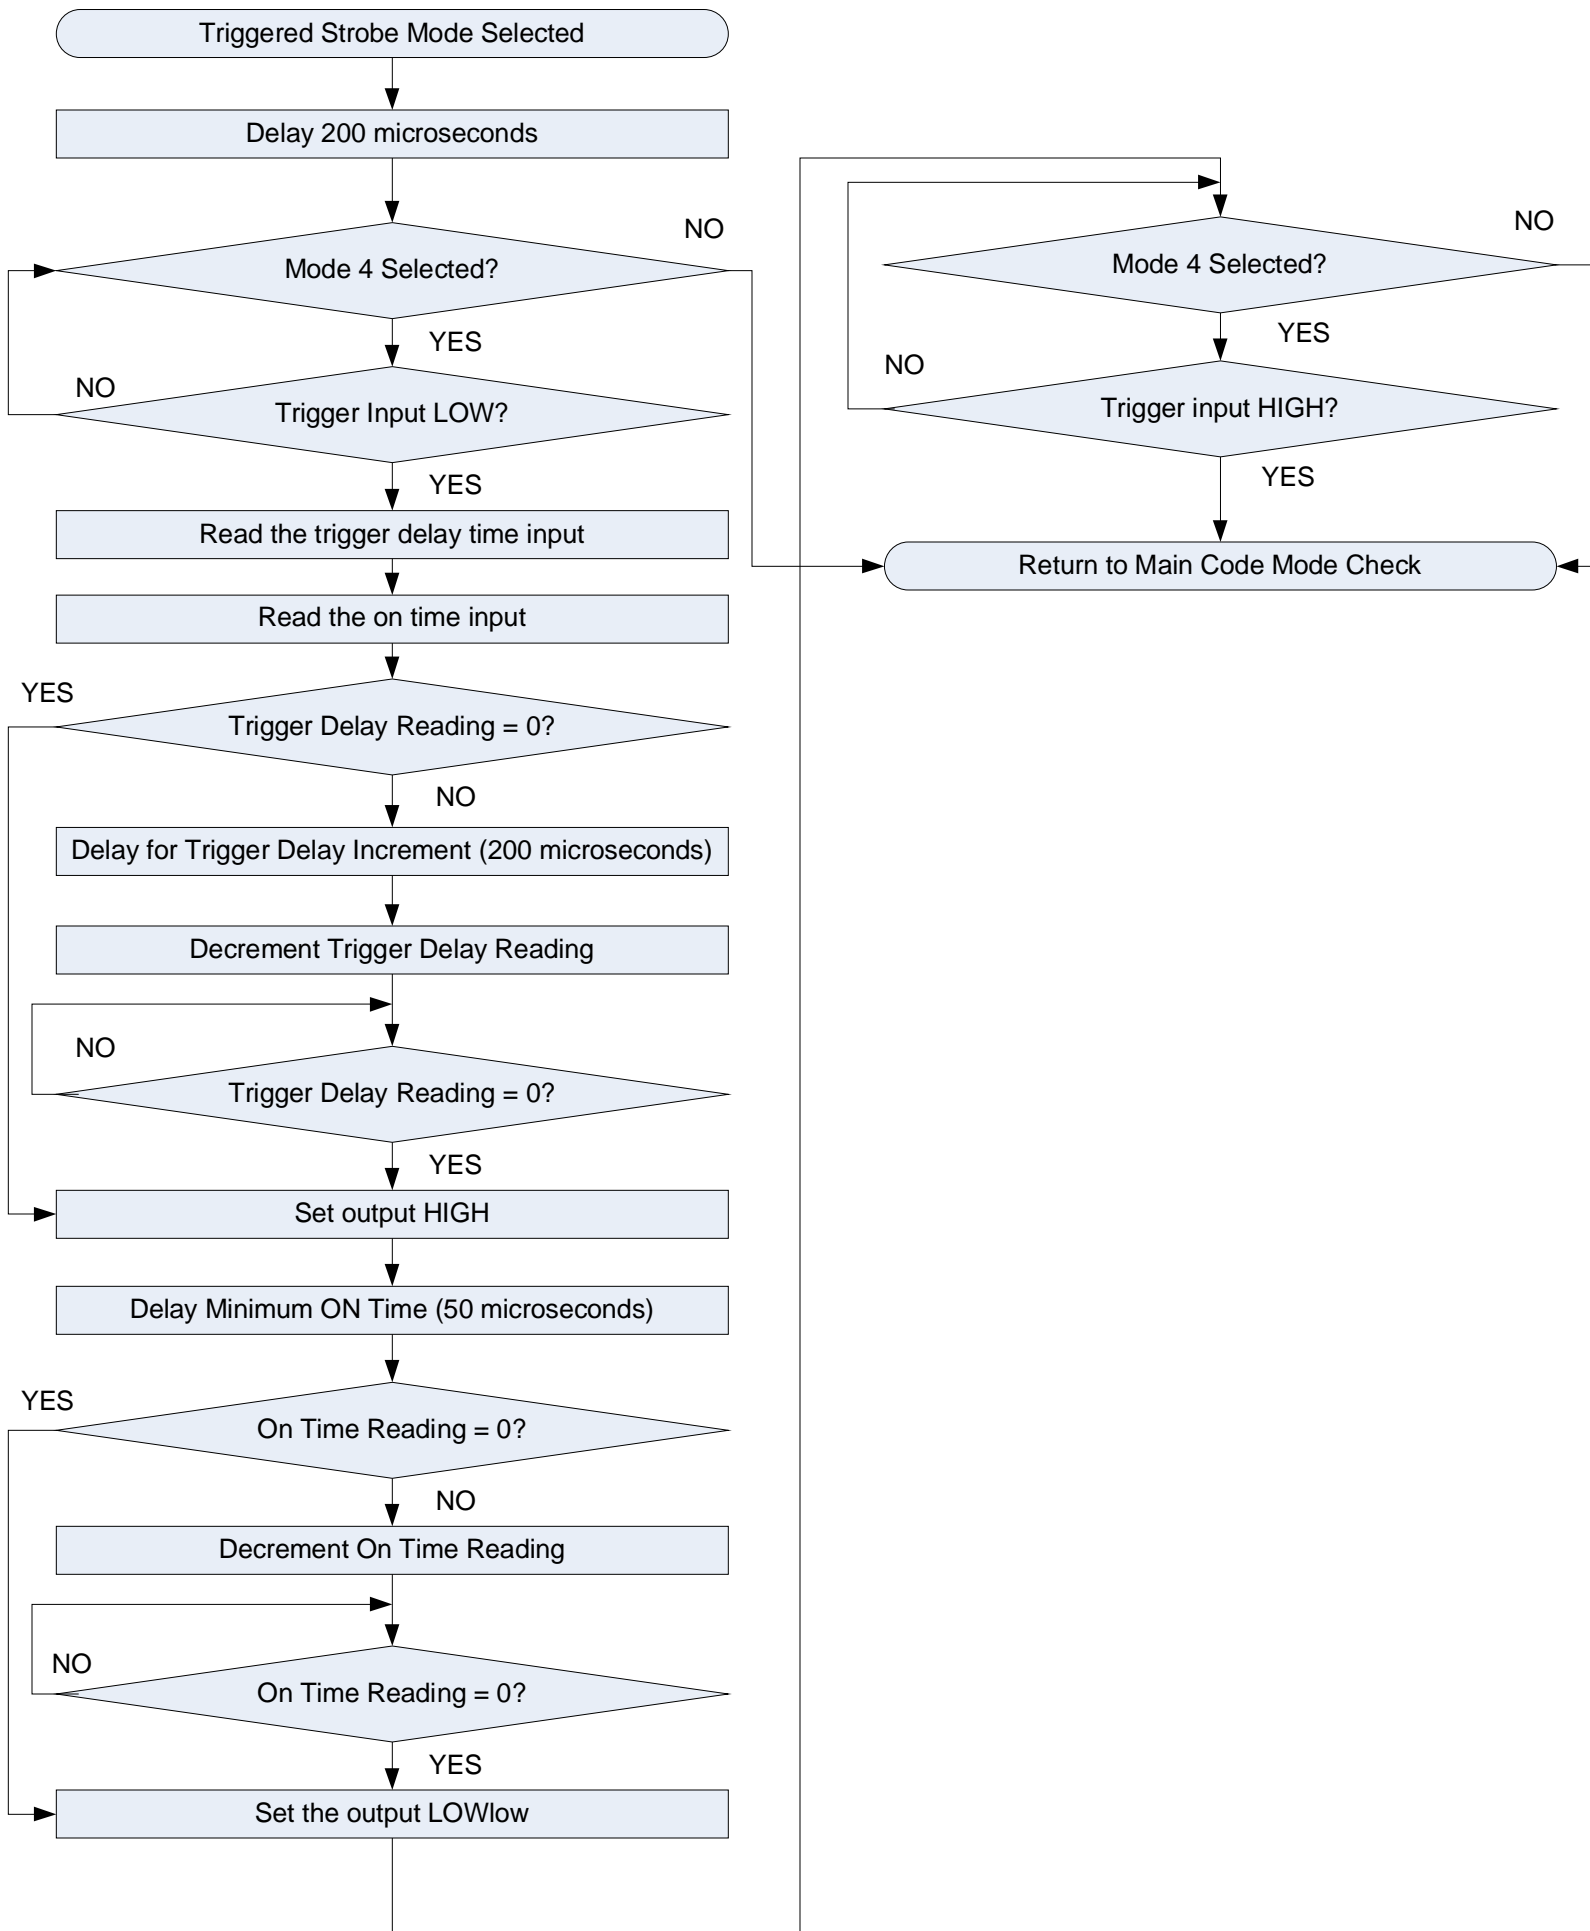 Triggered Strobe Mode Selected
Delay 200 microseconds
NO
Mode 4 Selected?
YES
NO
Trigger Input LOW?
YES
Read the trigger delay time input
Read the on time input
YES
Trigger Delay Reading = 0?
NO
Delay for Trigger Delay Increment (200 microseconds)
Decrement Trigger Delay Reading
NO
Trigger Delay Reading = 0?
YES
Set output HIGH
Delay Minimum ON Time (50 microseconds)
YES
On Time Reading = 0?
NO
Decrement On Time Reading
NO
On Time Reading = 0?
YES
Set the output LOWlow
NO
Mode 4 Selected?
YES
NO
Trigger input HIGH?
YES
Return to Main Code Mode Check